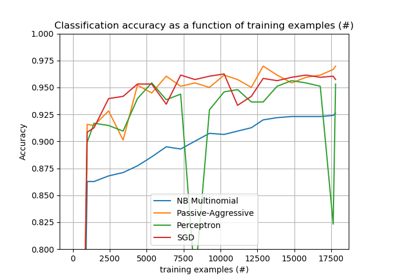 Classification accuracy as a function of training examples (#)
1.000
0.975
0.950
0.925
0.900
0.875
0.850
0.825
0.800
Accuracy
NB Multinomial
Passive-Aggressive
Perceptron
SGD
0 2500 5000 7500 10000 12500 15000 17500
training examples (#)